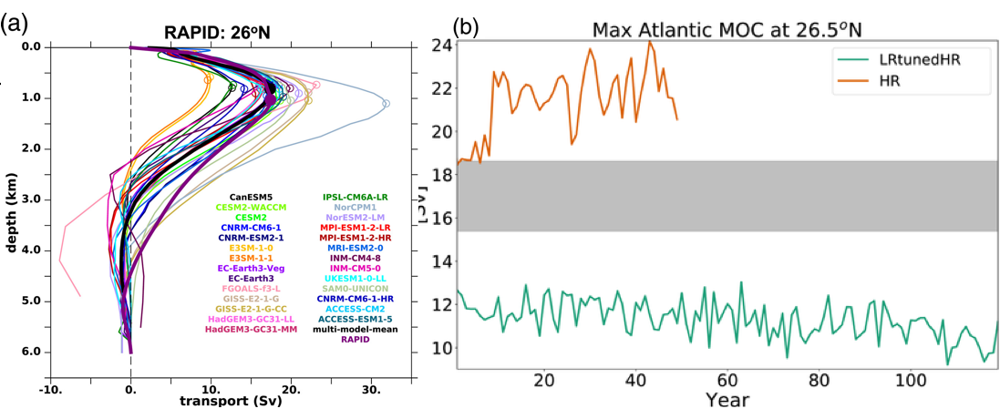 (a)
RAPID: 26°N
0.0
1.0
2.0
3.0
4.0
5.0
6.0
depth (km)
-10.
0.
10.
20.
30.
transport (Sv)
CanESM5
CESM2-WACCM
CESM2
CNRM-CM6-1
CNRM-ESM2-1
E3SM-1-0
E3SM-1-1
EC-Earth3-Veg
EC-Earth3
FGOALS-f3-L
GISS-E2-1-G
GISS-E2-1-G-CC
HadGEM3-GC31-LL
HadGEM3-GC31-MM
IPSL-CM6A-LR
NorCPM1
NorESM2-LM
MPI-ESM1-2-LR
MPI-ESM1-2-HR
MRI-ESM2-0
INM-CM4-8
INM-CM5-0
UKESM1-0-LL
SAM0-UNICON
CNRM-CM6-1-HR
ACCESS-CM2
ACCESS-ESM1-5
multi-model-mean
RAPID
(b)
Max Atlantic MOC at 26.5°N
24
22
20
18
16
14
12
10
[Sv]
LRtunedHR
HR
20
40
60
80
100
Year